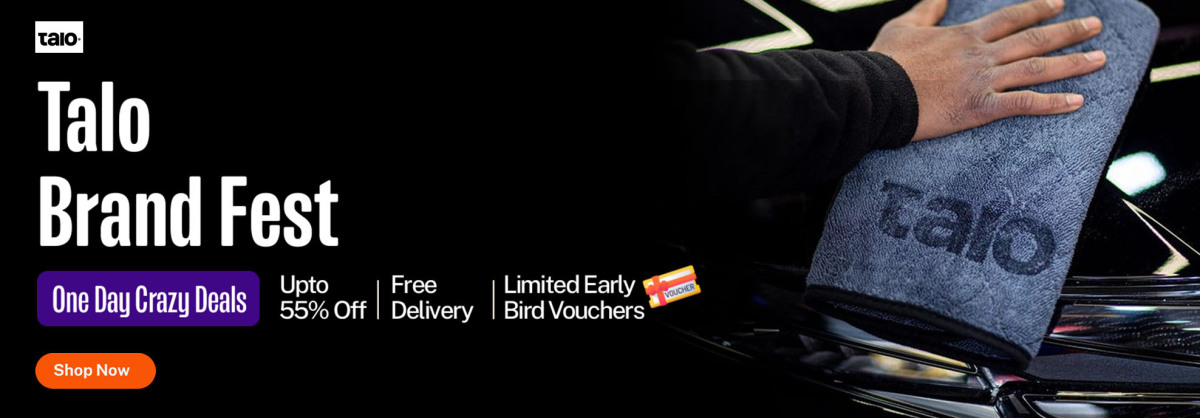 talo
Talo
Brand Fest
One Day Crazy Deals
Upto
55% Off
Free
Delivery
Limited Early
Bird Vouchers
VOUCHER
Shop Now
talo